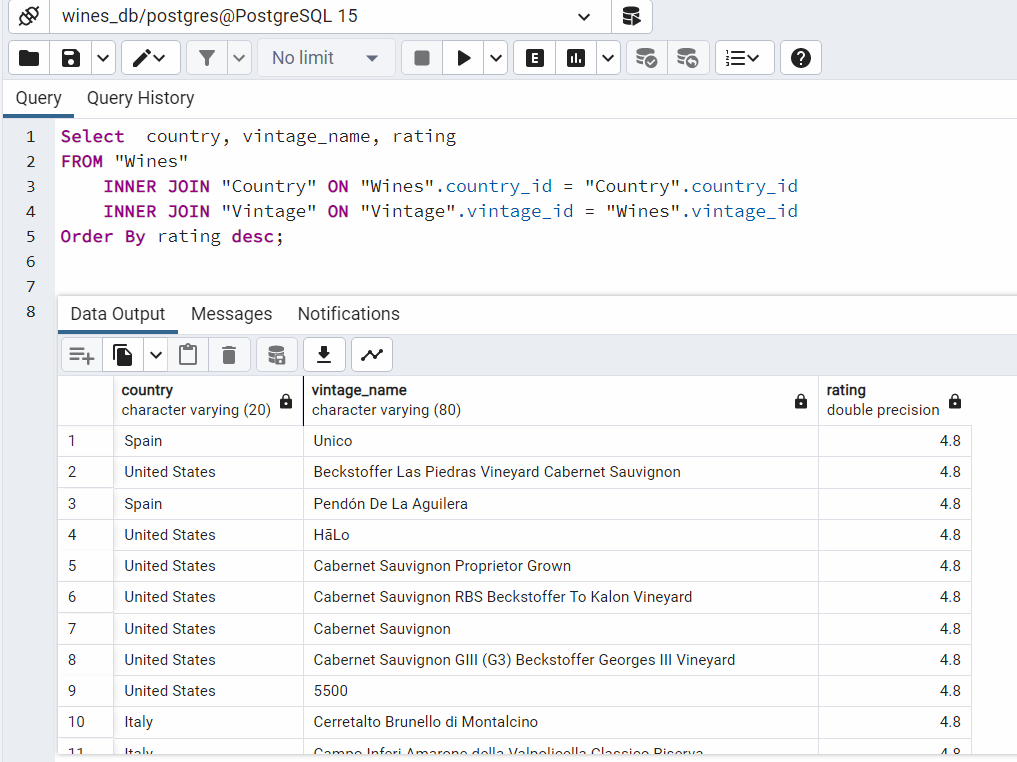 wines_db/postgres@PostgreSQL 15
No limit
E
Query Query History
1 Select  country, vintage_name, rating
2 FROM "Wines"
3     INNER JOIN "Country" ON "Wines".country_id = "Country".country_id
4     INNER JOIN "Vintage" ON "Vintage".vintage_id = "Wines".vintage_id
5 Order By rating desc;
6
7
8
Data Output Messages Notifications
country vintage_name rating
character varying (20) character varying (80) double precision
1 Spain Unico 4.8
2 United States Beckstoffer Las Piedras Vineyard Cabernet Sauvignon 4.8
3 Spain Pendón De La Aguilera 4.8
4 United States HāLo 4.8
5 United States Cabernet Sauvignon Proprietor Grown 4.8
6 United States Cabernet Sauvignon RBS Beckstoffer To Kalon Vineyard 4.8
7 United States Cabernet Sauvignon 4.8
8 United States Cabernet Sauvignon GIII (G3) Beckstoffer Georges III Vineyard 4.8
9 United States 5500 4.8
10 Italy Cerretalto Brunello di Montalcino 4.8
11 Italy Campo Inferi Amarone della Valpolicella Classico Riserva 4.8